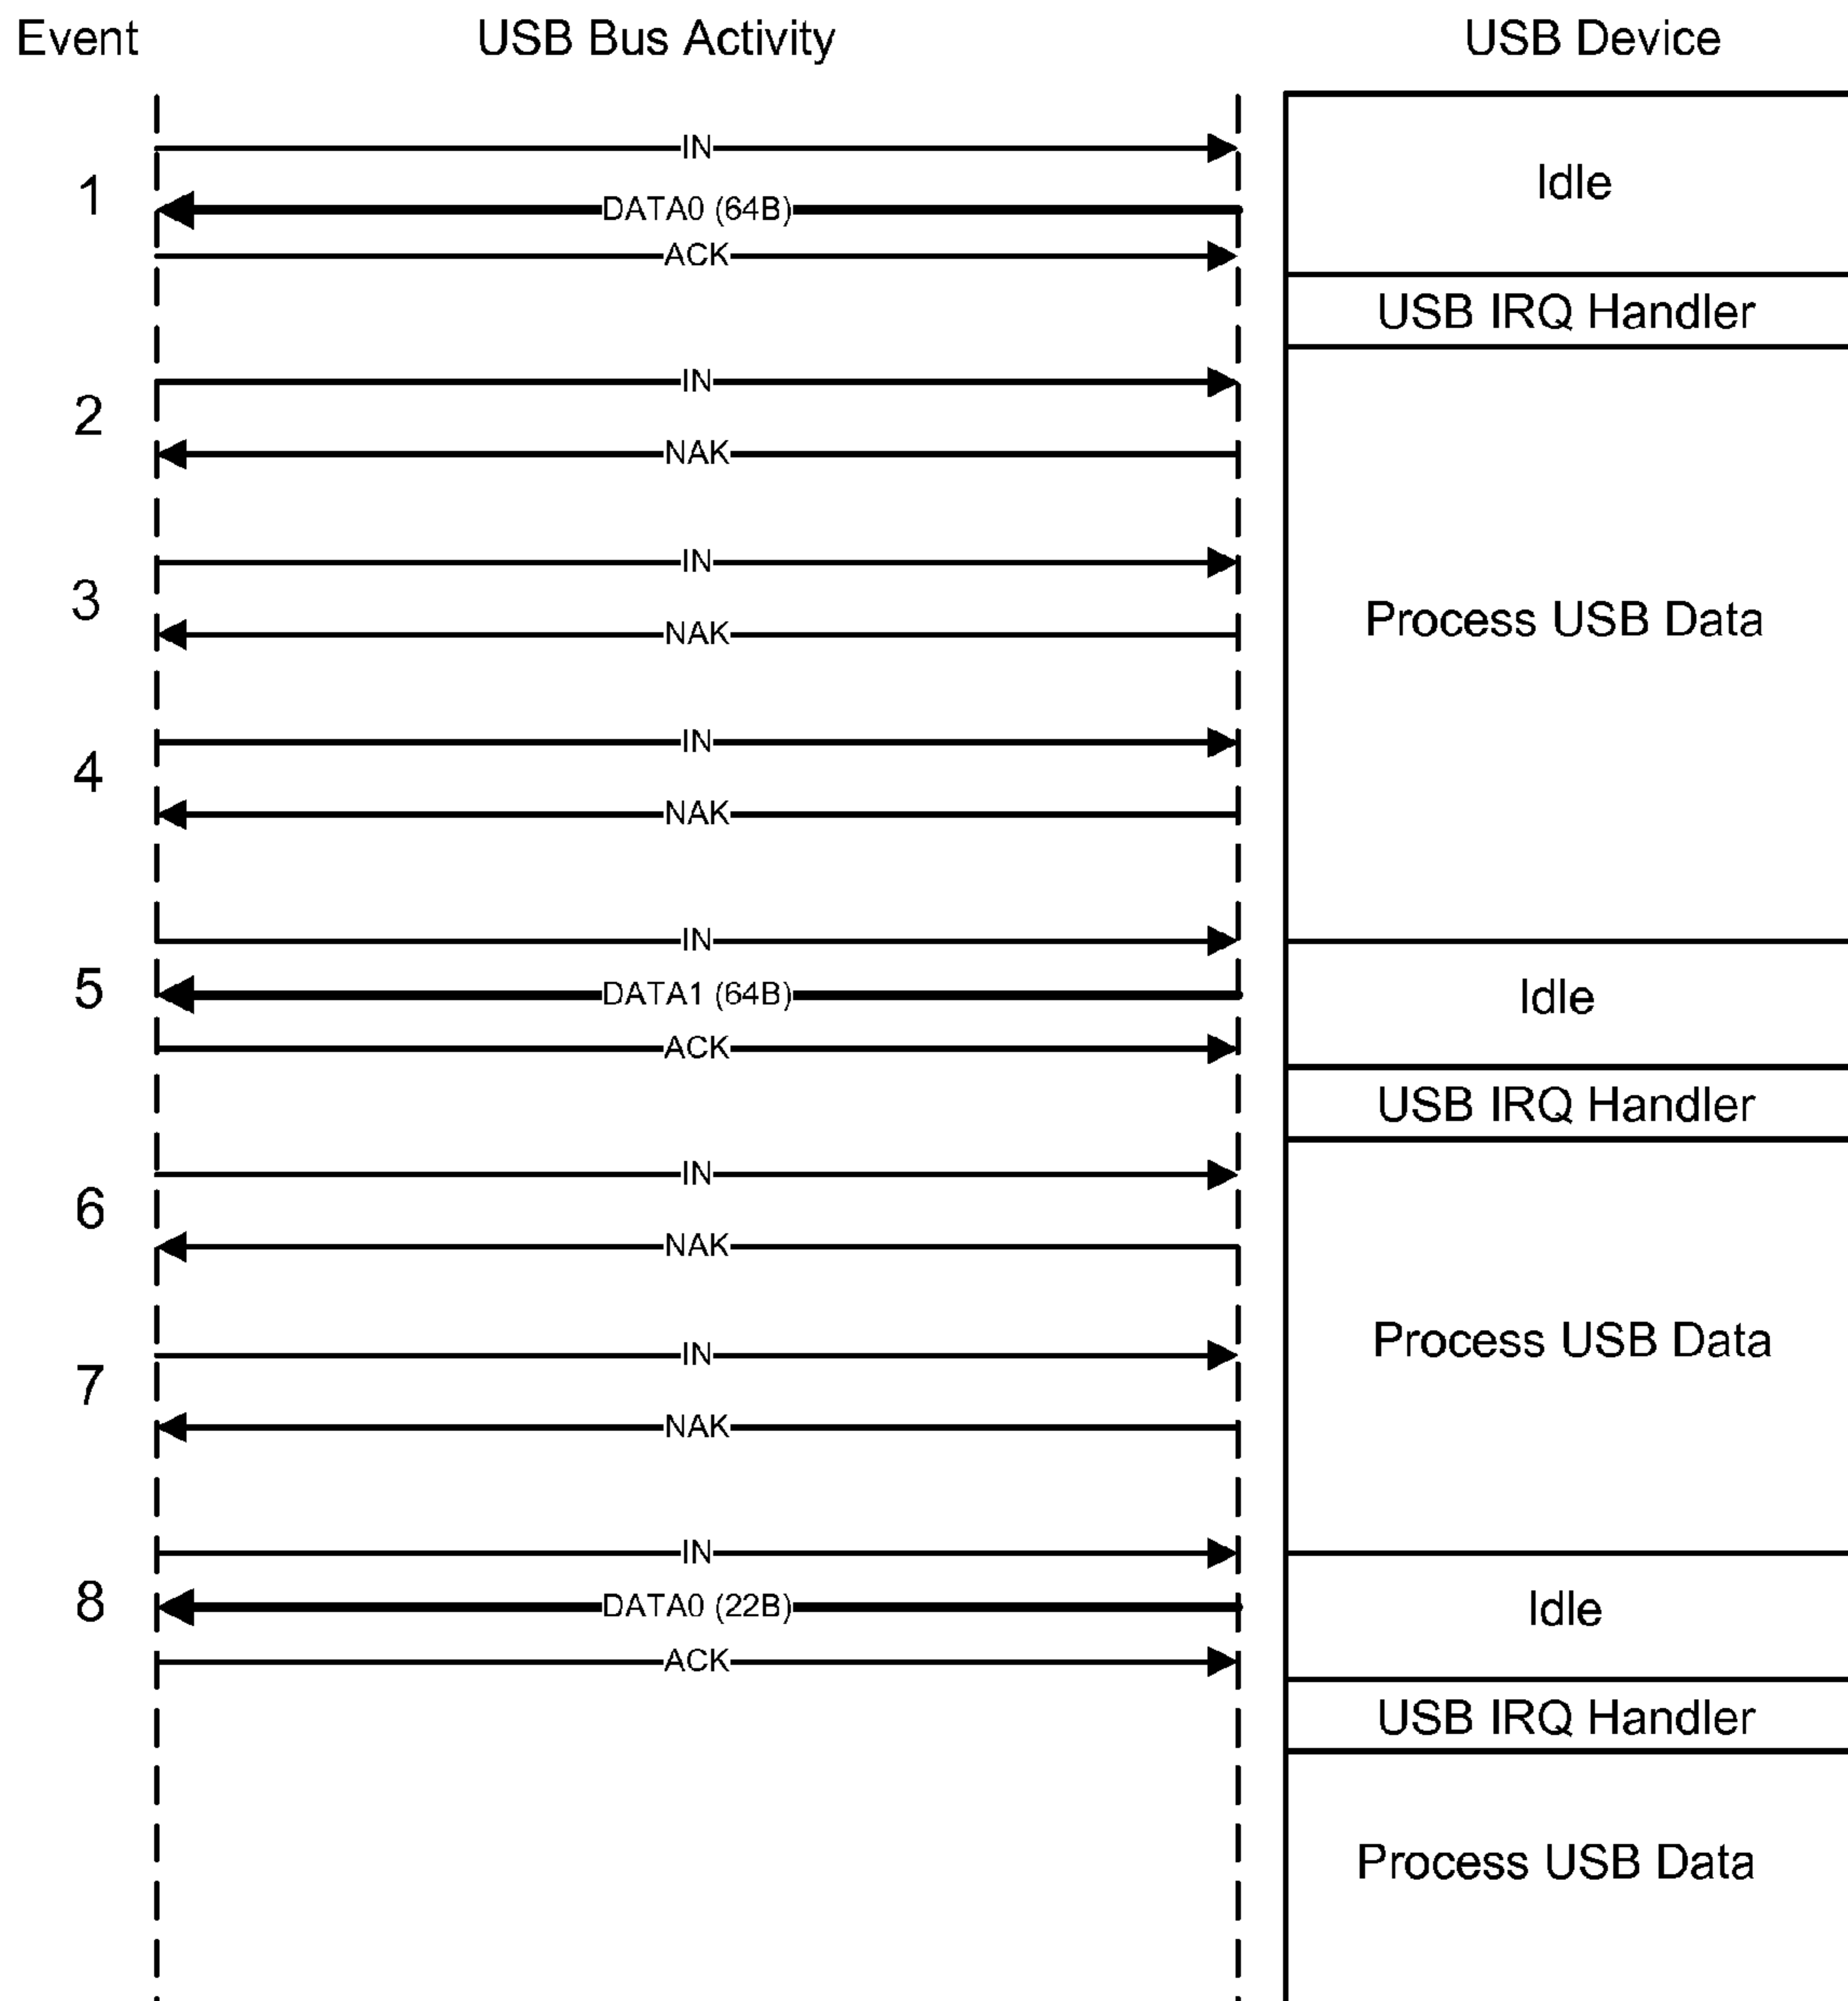 Event USB Bus Activity USB Device
IN
Idle
1
DATA0 (64B)
ACK
USB IRQ Handler
IN
2
NAK
IN
3
Process USB Data
NAK
IN
4
NAK
IN
5
DATA1 (64B)
Idle
ACK
USB IRQ Handler
IN
6
NAK
Process USB Data
IN
7
NAK
IN
8
DATA0 (22B)
Idle
ACK
USB IRQ Handler
Process USB Data